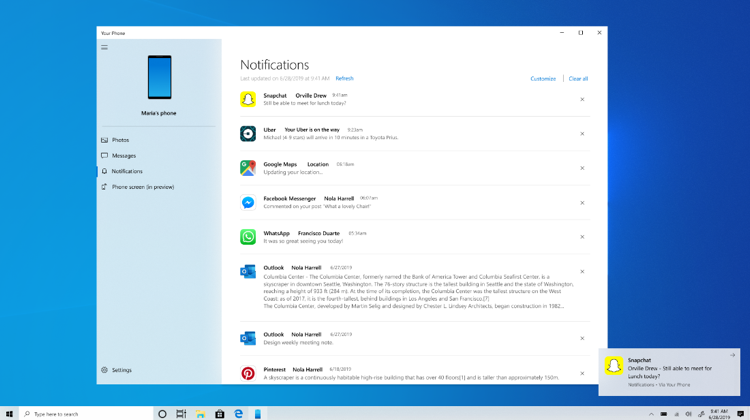 Your Phone
Maria's phone
Photos
Messages
Notifications
Phone screen (in preview)
Settings
Notifications
Last updated on 6/28/2019 at 9:41 AM Refresh
Customize Clear all
Snapchat Orville Drew 9:41am
Still be able to meet for lunch today?
Uber Your Uber is on the way
will arrive in 10 minutes in a Toyota Prius.
Google Maps Location
Updating your location...
Facebook Messenger Nola Harrell
Commented on your post "What a lovely Chair!"
WhatsApp Francisco Duarte
It was so great seeing you today!
Outlook Nola Harrell 6/27/2019
Columbia Center - The Columbia Center, formerly named the Bank of America Tower and Columbia Seafirst Center, is a
skyscraper in downtown Seattle, Washington. The 76-story structure is the tallest building in Seattle and the state of Washington,
reaching a height of 933 ft (284 m). At the time of its completion, the Columbia Center was the tallest structure on the West
Coast; as of 2017, it is the fourth-tallest, behind buildings in Los Angeles and San Francisco.[7]
The Columbia Center, developed by Martin Selig and designed by Chester L. Lindsey Architects, began construction in 1982...
Outlook Nola Harrell 6/27/2019
Design weekly meeting note.
Pinterest Nola Harrell 6/18/2019
A skyscraper is a continuously habitable high-rise building that has over 40 floors[1] and is taller than approximately 150m.
Snapchat
Orville Drew - Still able to meet for
Lunch today?
Notifications • Via Your Phone
Type here to search
9:41 AM
6/28/2019